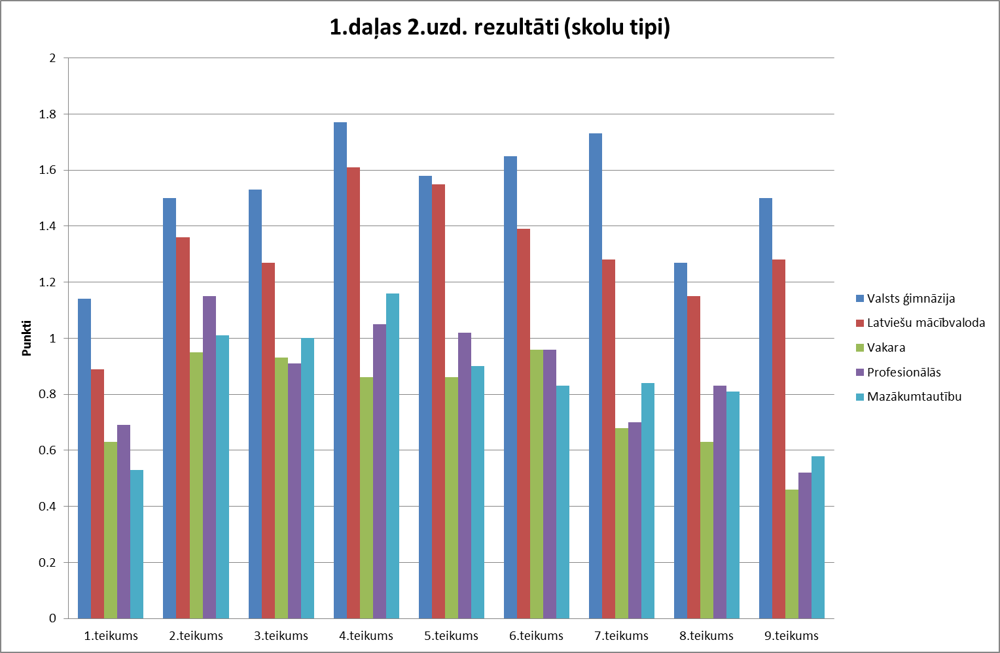 1.daļas 2.uzd. rezultāti (skolu tipi)
Punkti
2
1.8
1.6
1.4
1.2
1
0.8
0.6
0.4
0.2
0
1.teikums
2.teikums
3.teikums
4.teikums
5.teikums
6.teikums
7.teikums
8.teikums
9.teikums
Valsts ģimnāzija
Latviešu mācībvaloda
Vakara
Profesionālās
Mazākumtautību